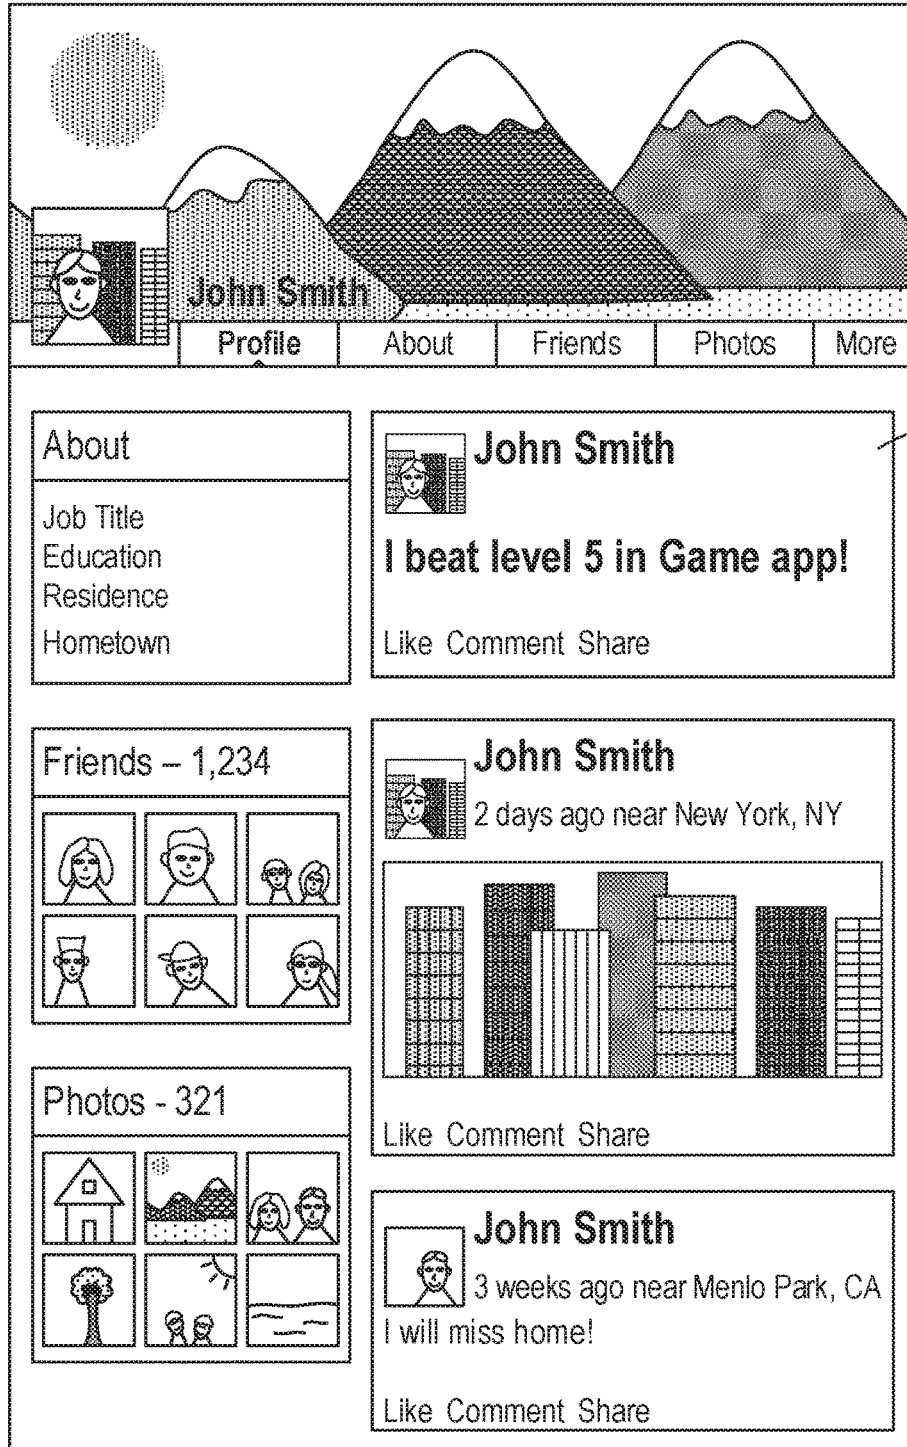 John Smith
Profile About Friends Photos More
About
Job Title
Education
Residence
Hometown
Friends – 1,234
Photos - 321
John Smith
I beat level 5 in Game app!
Like Comment Share
John Smith
2 days ago near New York, NY
Like Comment Share
John Smith
3 weeks ago near Menlo Park, CA
I will miss home!
Like Comment Share